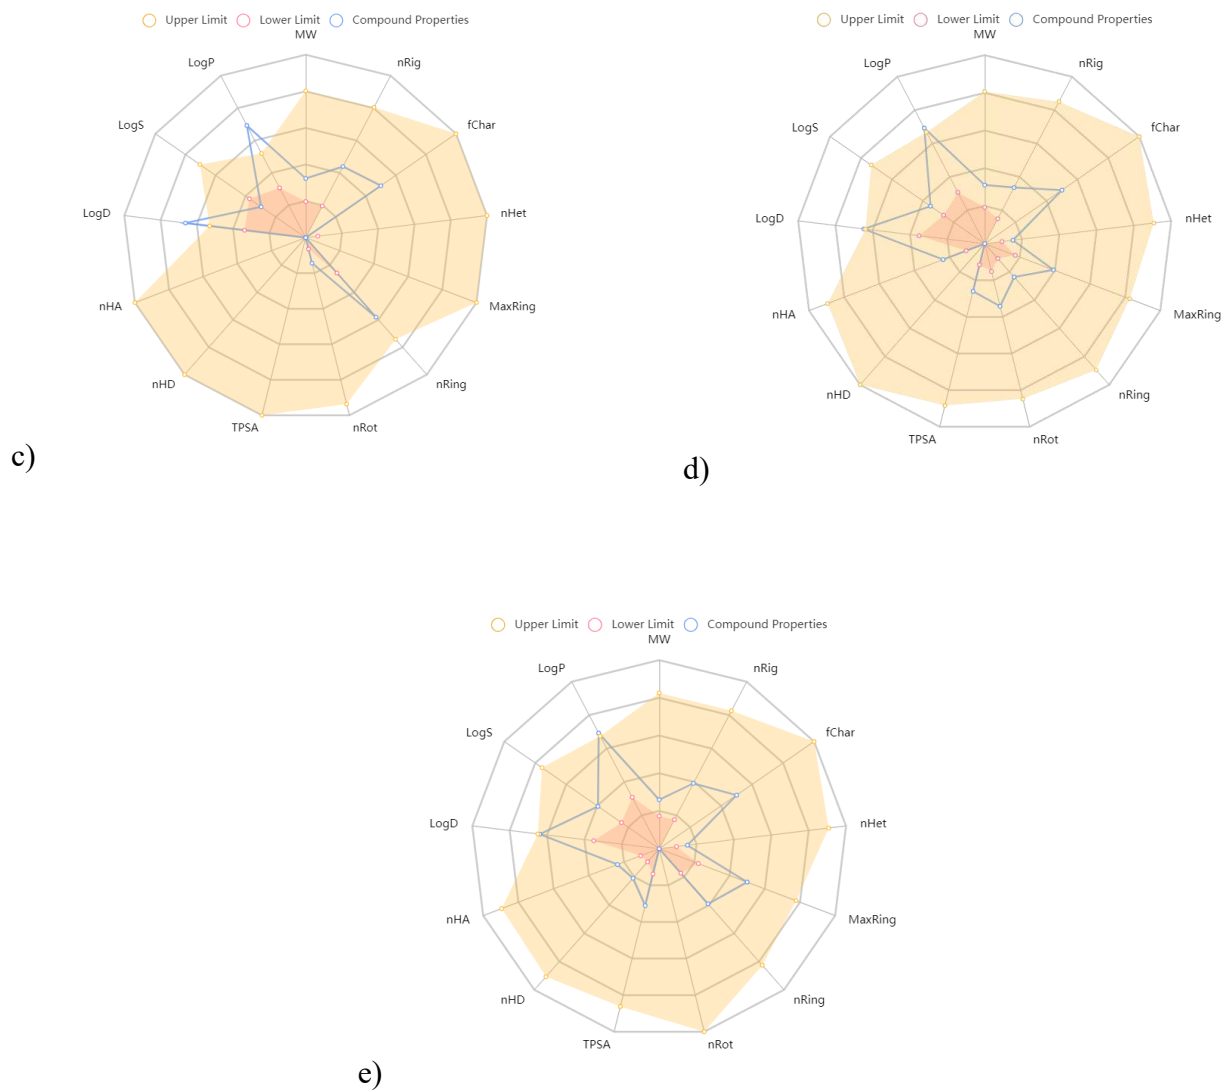 Upper Limit Lower Limit Compound Properties
MW
nRig
fChar
nHet
MaxRing
nRing
nRot
TPSA
nHD
nHA
LogD
LogS
LogP
c)
Upper Limit Lower Limit Compound Properties
MW
nRig
fChar
nHet
MaxRing
nRing
nRot
TPSA
nHD
nHA
LogD
LogS
LogP
d)
Upper Limit Lower Limit Compound Properties
MW
nRig
fChar
nHet
MaxRing
nRing
nRot
TPSA
nHD
nHA
LogD
LogS
LogP
e)